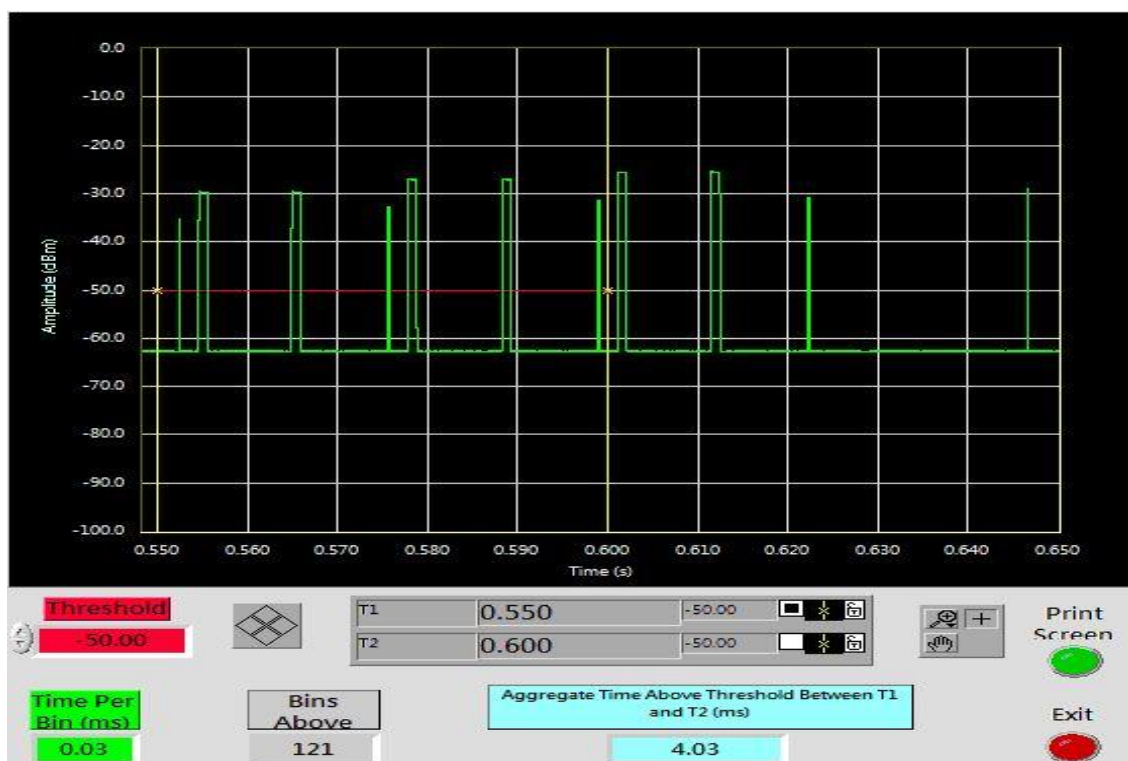 0.0
-10.0
-20.0
-30.0
-40.0
-50.0
-60.0
-70.0
-80.0
-90.0
-100.0
Amplitude (dBm)
0.550 0.560 0.570 0.580 0.590 0.600 0.610 0.620 0.630 0.640 0.650
Time (s)
Threshold
-50.00
T1 0.550 -50.00
T2 0.600 -50.00
Print
Screen
Time Per
Bin (ms)
0.03
Bins
Above
121
Aggregate Time Above Threshold Between T1
and T2 (ms)
4.03
Exit